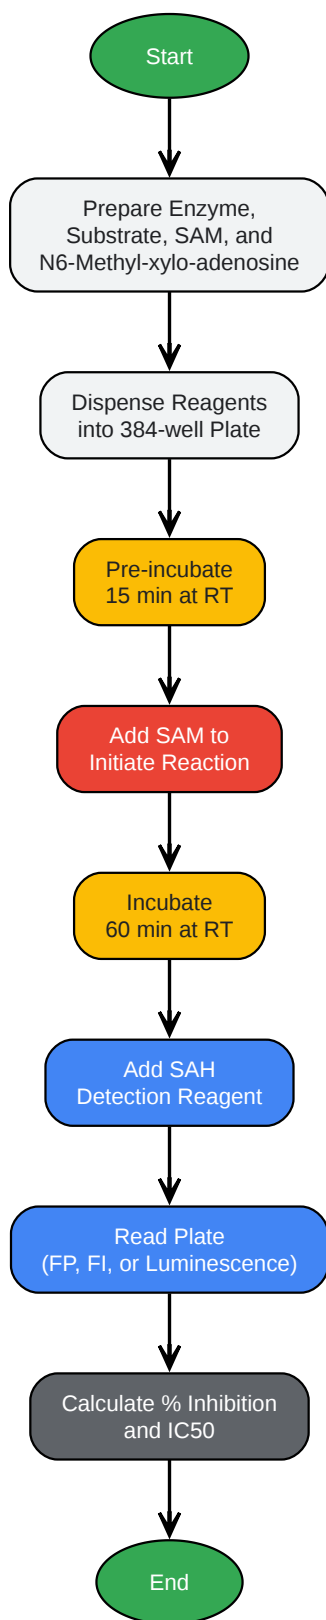 Start
Prepare Enzyme,
Substrate, SAM, and
N6-Methyl-xylo-adenosine
Dispense Reagents
into 384-well Plate
Pre-incubate
15 min at RT
Add SAM to
Initiate Reaction
Incubate
60 min at RT
Add SAH
Detection Reagent
Read Plate
(FP, FI, or Luminescence)
Calculate % Inhibition
and IC50
End